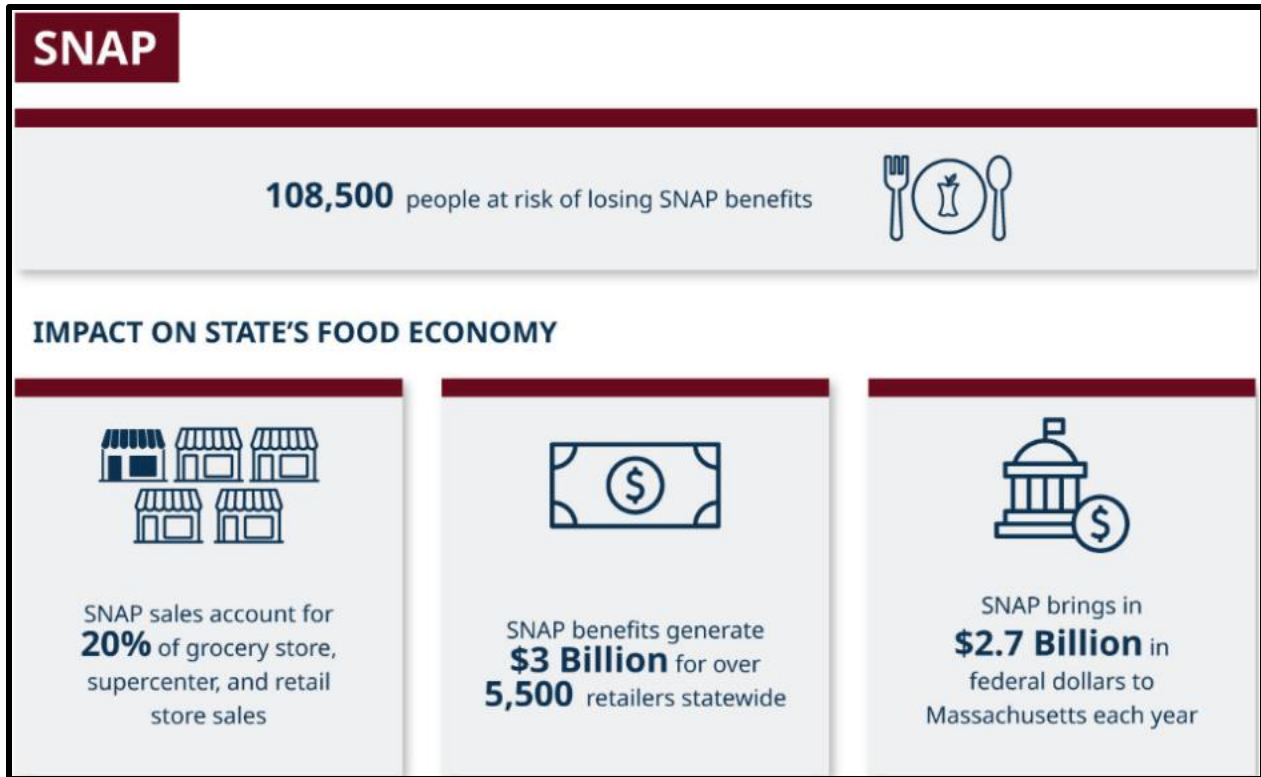 SNAP
108,500 people at risk of losing SNAP benefits
IMPACT ON STATE'S FOOD ECONOMY
SNAP sales account for
20% of grocery store,
supercenter, and retail
store sales
$
SNAP benefits generate
$3 Billion for over
5,500 retailers statewide
$
SNAP brings in
$2.7 Billion in
federal dollars to
Massachusetts each year